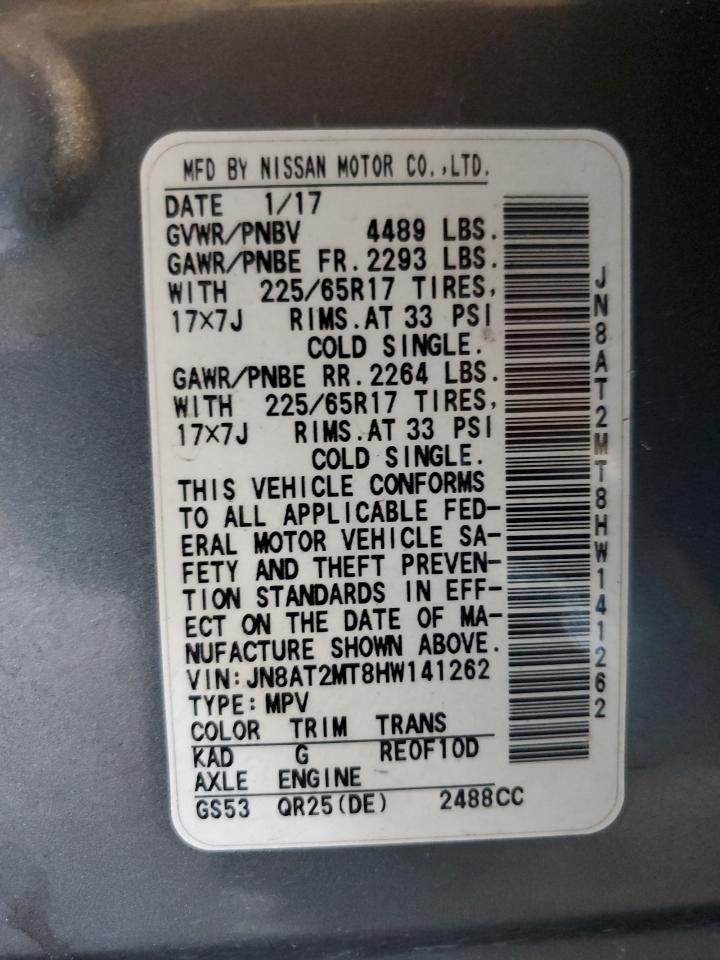 MFD BY NISSAN MOTOR CO.,LTD.
DATE 1/17
GVWR/PNBV 4489 LBS.
GAWR/PNBE FR.2293 LBS.
WITH 225/65R17 TIRES,
17×7J RIMS.AT 33 PSI
COLD SINGLE.
GAWR/PNBE RR.2264 LBS.
WITH 225/65R17 TIRES,
17×7J RIMS.AT 33 PSI
COLD SINGLE.
THIS VEHICLE CONFORMS
TO ALL APPLICABLE FED-
ERAL MOTOR VEHICLE SA-
FETY AND THEFT PREVEN-
TION STANDARDS IN EFF-
ECT ON THE DATE OF MA-
NUFACTURE SHOWN ABOVE.
VIN:JN8AT2MT8HW141262
TYPE:MPV
COLOR TRIM TRANS
KAD G RE0F10D
AXLE ENGINE
GS53 QR25(DE) 2488CC
JN8AT2MT8HW141262